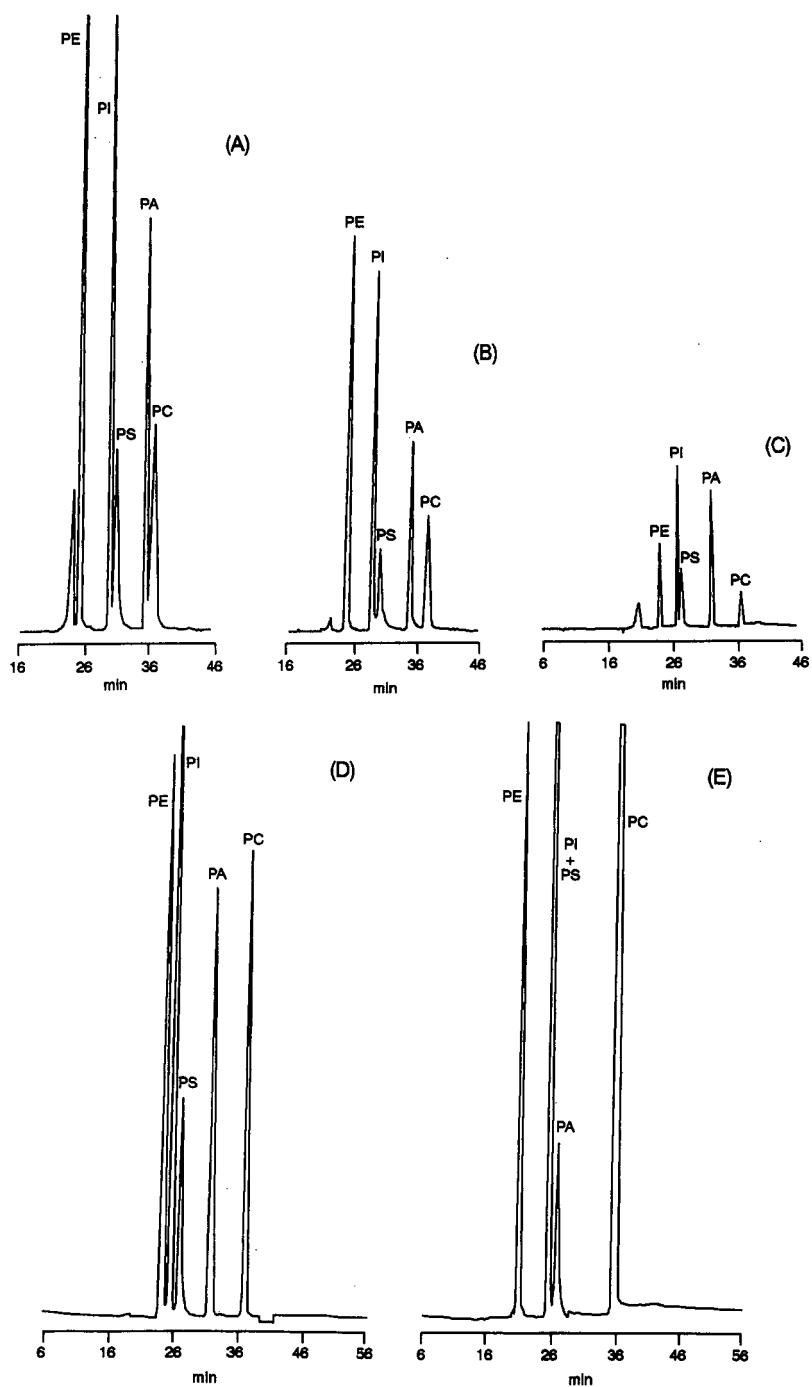 PE
PI
(A)
PA
PS
PC
16 26 36 46
min
PE
PI
(B)
PA
PS
PC
16 26 36 46
min
(C)
PI
PA
PE
PS
PC
6 16 26 36 46
min
PI
(D)
PE
PC
PA
PS
6 16 26 36 46 56
min
(E)
PE
PC
PI
+
PS
PA
6 16 26 36 46 56
min